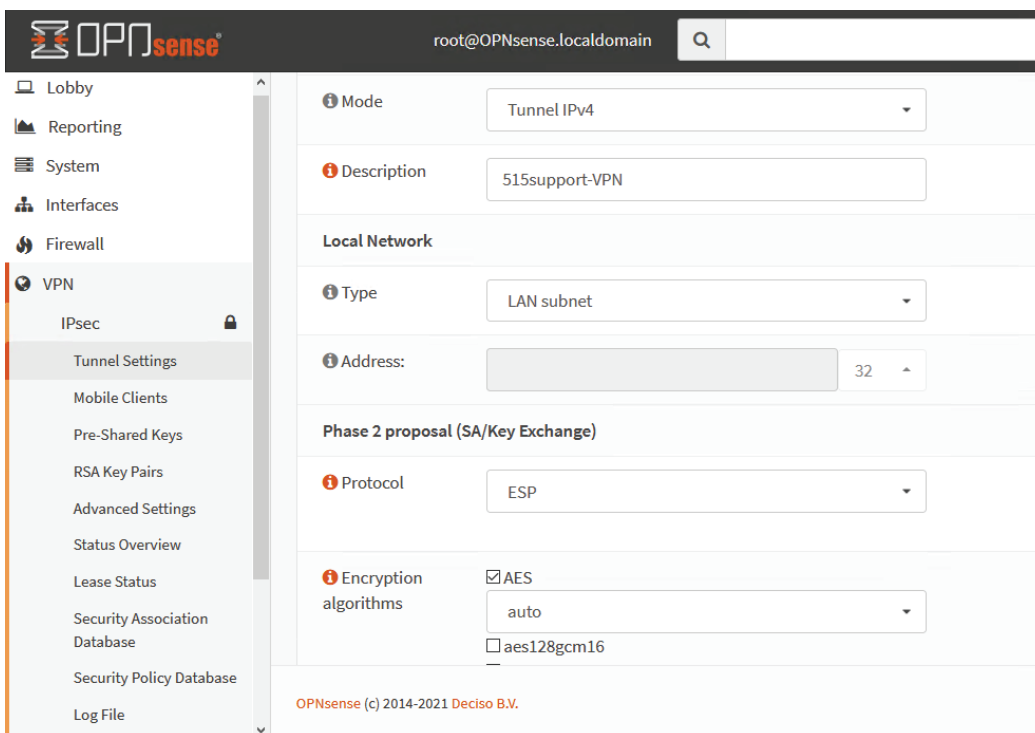 OPNsense®
root@OPNsense.localdomain
Lobby
Reporting
System
Interfaces
Firewall
VPN
IPsec
Tunnel Settings
Mobile Clients
Pre-Shared Keys
RSA Key Pairs
Advanced Settings
Status Overview
Lease Status
Security Association
Database
Security Policy Database
Log File
Mode
Tunnel IPv4
Description
515support-VPN
Local Network
Type
LAN subnet
Address:
32
Phase 2 proposal (SA/Key Exchange)
Protocol
ESP
Encryption
algorithms
AES
auto
aes128gcm16
OPNsense (c) 2014-2021 Deciso B.V.